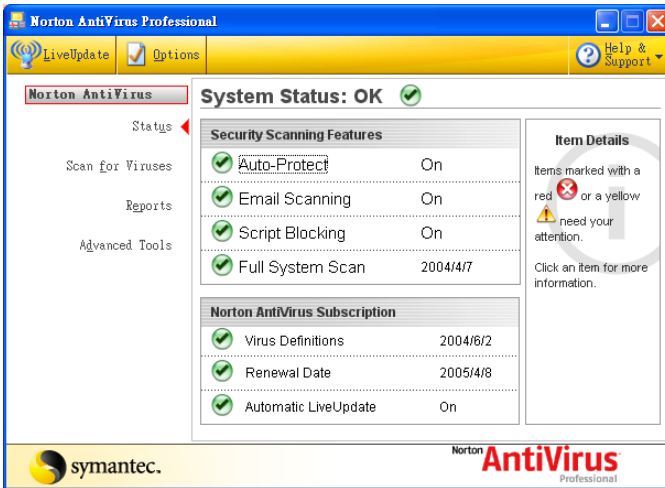 Norton AntiVirus Professional
LiveUpdate Options Help & Support
Norton AntiVirus
Status
Scan for Viruses
Reports
Advanced Tools
System Status: OK
Security Scanning Features
Auto-Protect On
Email Scanning On
Script Blocking On
Full System Scan 2004/4/7
Norton AntiVirus Subscription
Virus Definitions 2004/6/2
Renewal Date 2005/4/8
Automatic LiveUpdate On
Item Details
Items marked with a
red or a yellow
need your
attention.
Click an item for more
information.
symantec.
Norton AntiVirus
Professional